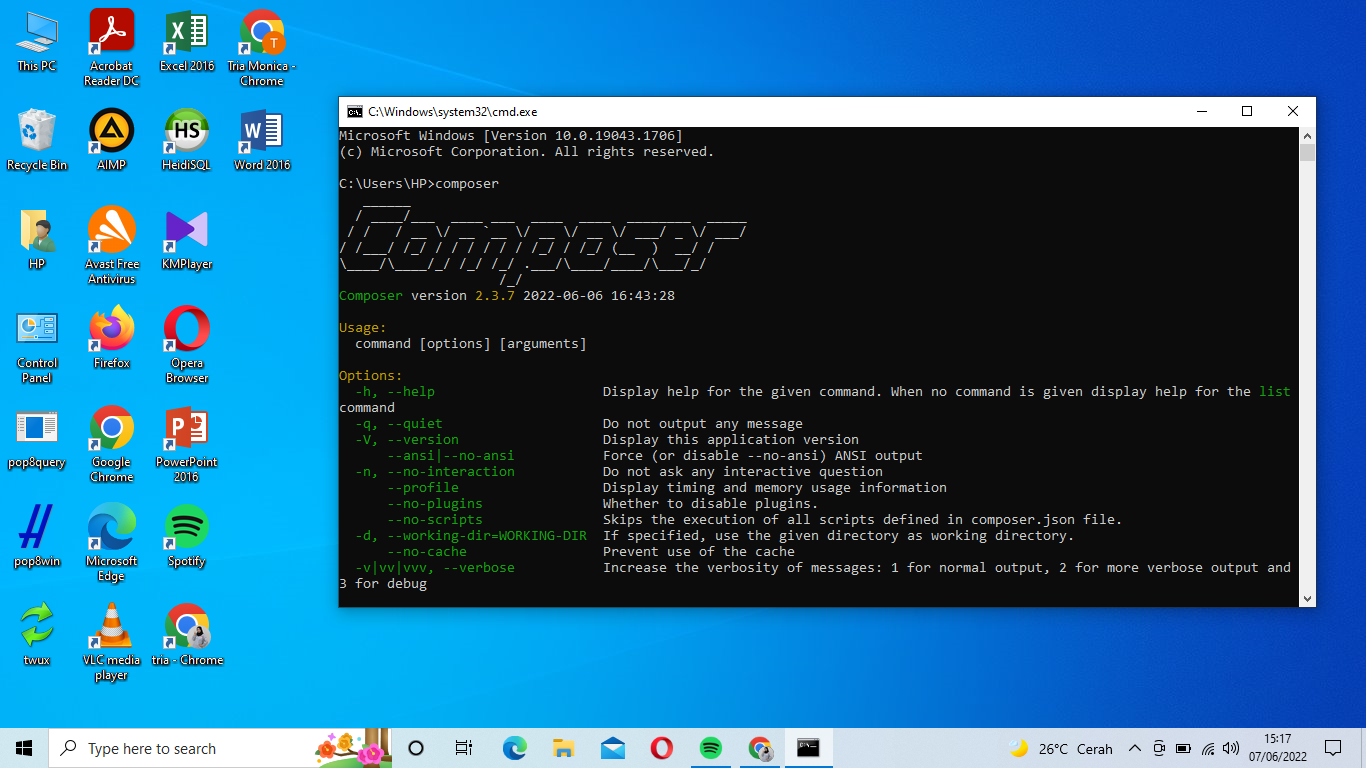 This PC
Acrobat
Reader DC
Excel 2016
Tria Monica -
Chrome
T
Recycle Bin
AIMP
HS
HeidiSQL
Word 2016
HP
Avast Free
Antivirus
KMPlayer
Control
Panel
Firefox
Opera
Browser
pop8query
Google
Chrome
PowerPoint
2016
pop8win
Microsoft
Edge
Spotify
twux
VLC media
player
tria - Chrome
C:\Windows\system32\cmd.exe
Microsoft Windows [Version 10.0.19043.1706]
(c) Microsoft Corporation. All rights reserved.
C:\Users\HP>composer
Composer
Composer version 2.3.7 2022-06-06 16:43:28
Usage:
command [options] [arguments]
Options:
-h, --help Display help for the given command. When no command is given display help for the list
command
-q, --quiet Do not output any message
-V, --version Display this application version
--ansi|--no-ansi Force (or disable --no-ansi) ANSI output
-n, --no-interaction Do not ask any interactive question
--profile Display timing and memory usage information
--no-plugins Whether to disable plugins.
--no-scripts Skips the execution of all scripts defined in composer.json file.
-d, --working-dir=WORKING-DIR If specified, use the given directory as working directory.
--no-cache Prevent use of the cache
-v|vv|vvv, --verbose Increase the verbosity of messages: 1 for normal output, 2 for more verbose output and
3 for debug
Type here to search
26°C Cerah
15:17
07/06/2022